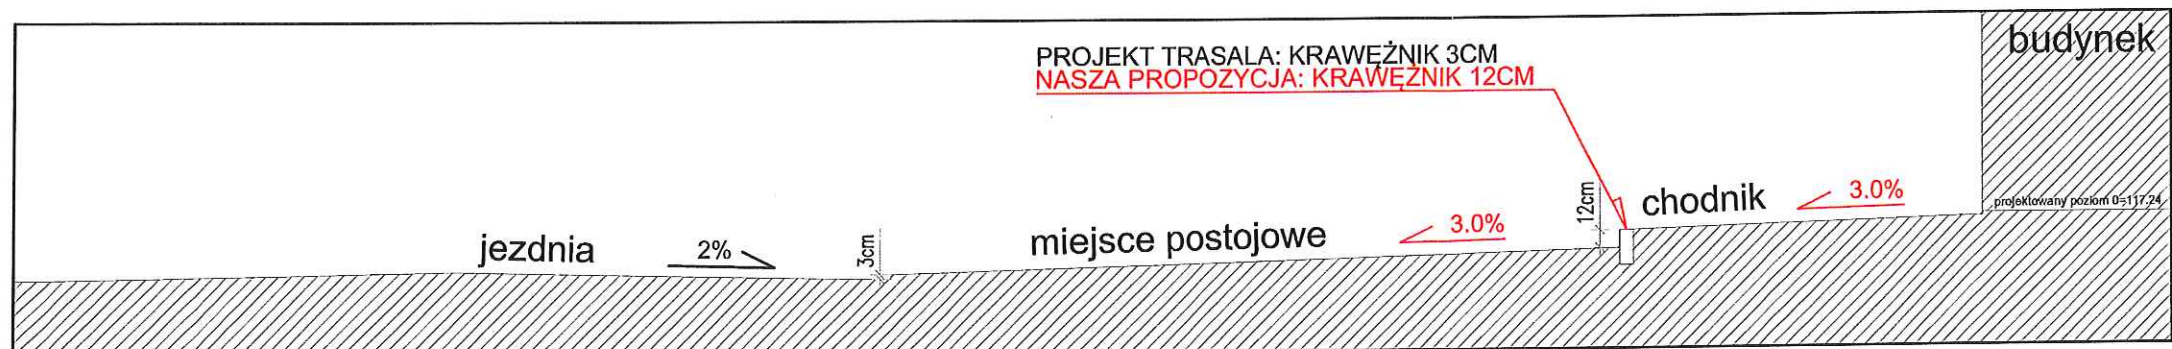 budynek
PROJEKT TRASALA: KRAWĘŻNIK 3CM
NASZA PROPOZYCJA: KRAWĘŻNIK 12CM
12cm
chodnik
3.0%
projektowany poziom 0=117.24
jezdnia
2%
3cm
miejsce postojowe
3.0%